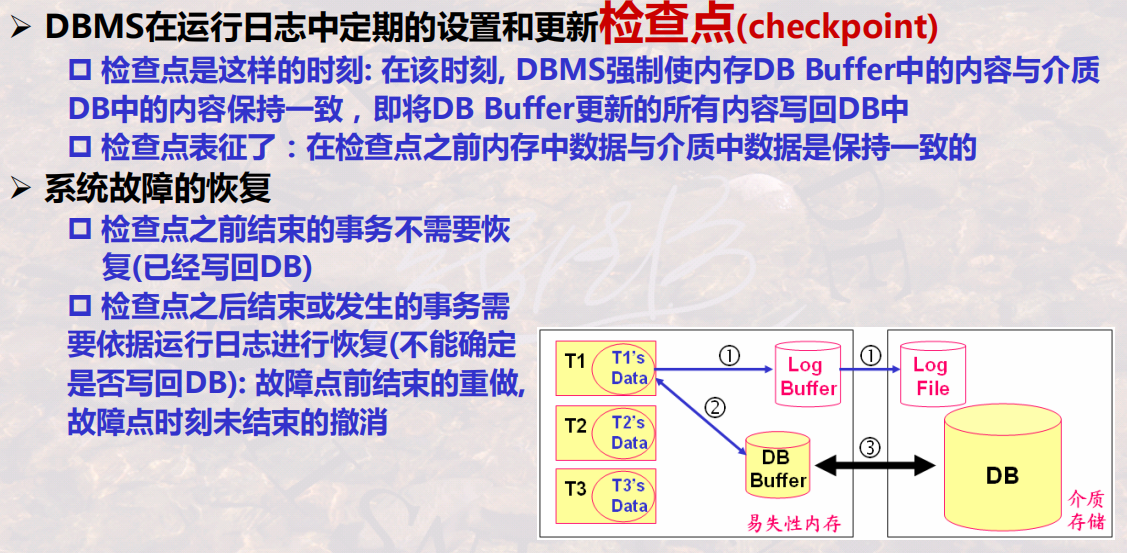 ➢ DBMS在运行日志中定期的设置和更新检查点(checkpoint)
□ 检查点是这样的时刻: 在该时刻, DBMS强制使内存DB Buffer中的内容与介质
DB中的内容保持一致，即将DB Buffer更新的所有内容写回DB中
□ 检查点表征了：在检查点之前内存中数据与介质中数据是保持一致的
➢ 系统故障的恢复
□ 检查点之前结束的事务不需要恢
复(已经写回DB)
□ 检查点之后结束或发生的事务需
要依据运行日志进行恢复(不能确定
是否写回DB): 故障点前结束的重做,
故障点时刻未结束的撤消
T1
T1's
Data
①
Log
Buffer
①
Log
File
②
T2
T2's
Data
DB
Buffer
③
DB
T3
T3's
Data
易失性内存
介质
存储